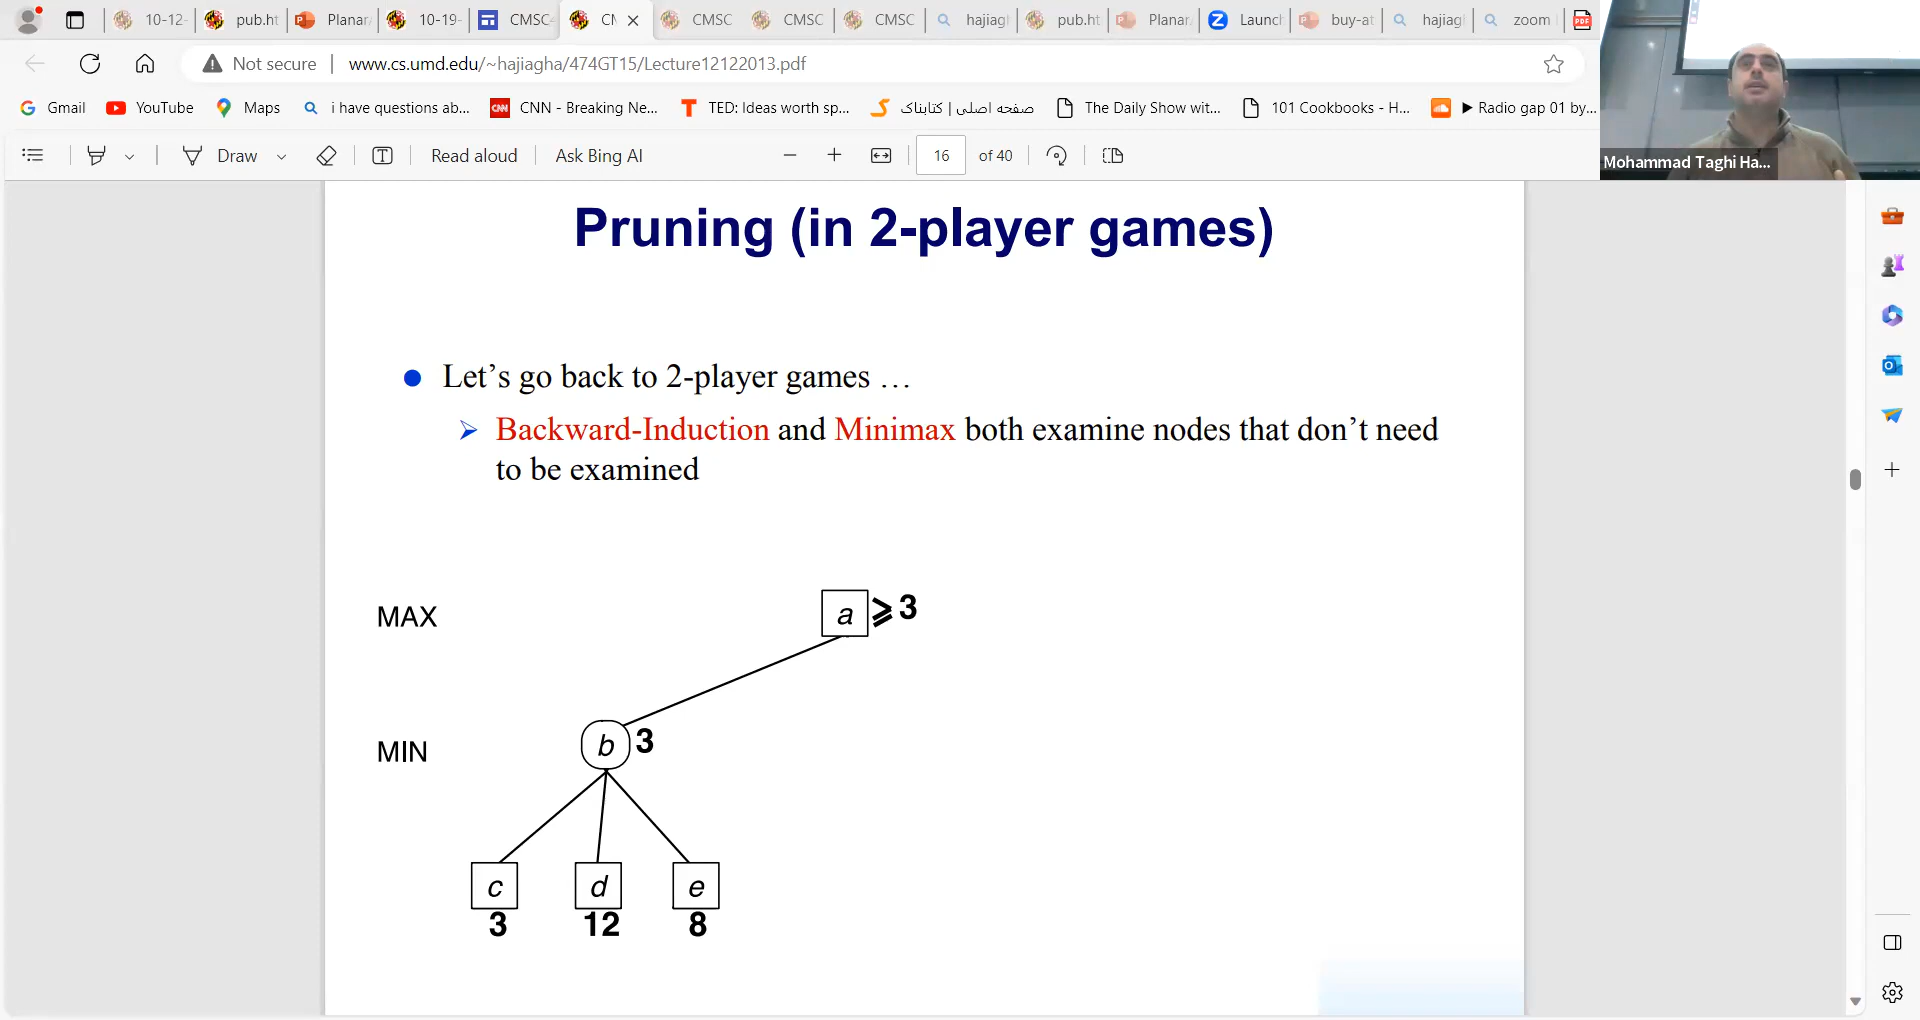 10-12- pub.ht Planar 10-19- CMSC CM CMSC CMSC CMSC hajiagh pub.ht Planar Launch buy-at hajiagh zoom PDF
Not secure www.cs.umd.edu/~hajiagha/474GT15/Lecture12122013.pdf
Gmail YouTube Maps i have questions ab... CNN CNN - Breaking Ne... TED: Ideas worth sp... صفحه اصلی | کتابناک The Daily Show wit... 101 Cookbooks - H... ▶ Radio gap 01 by...
Draw Read aloud Ask Bing AI 16 of 40
Mohammad Taghi Ha...
Pruning (in 2-player games)
● Let’s go back to 2-player games …
➢ Backward-Induction and Minimax both examine nodes that don’t need
to be examined
MAX a ⩾ 3
MIN b 3
c d e
3 12 8